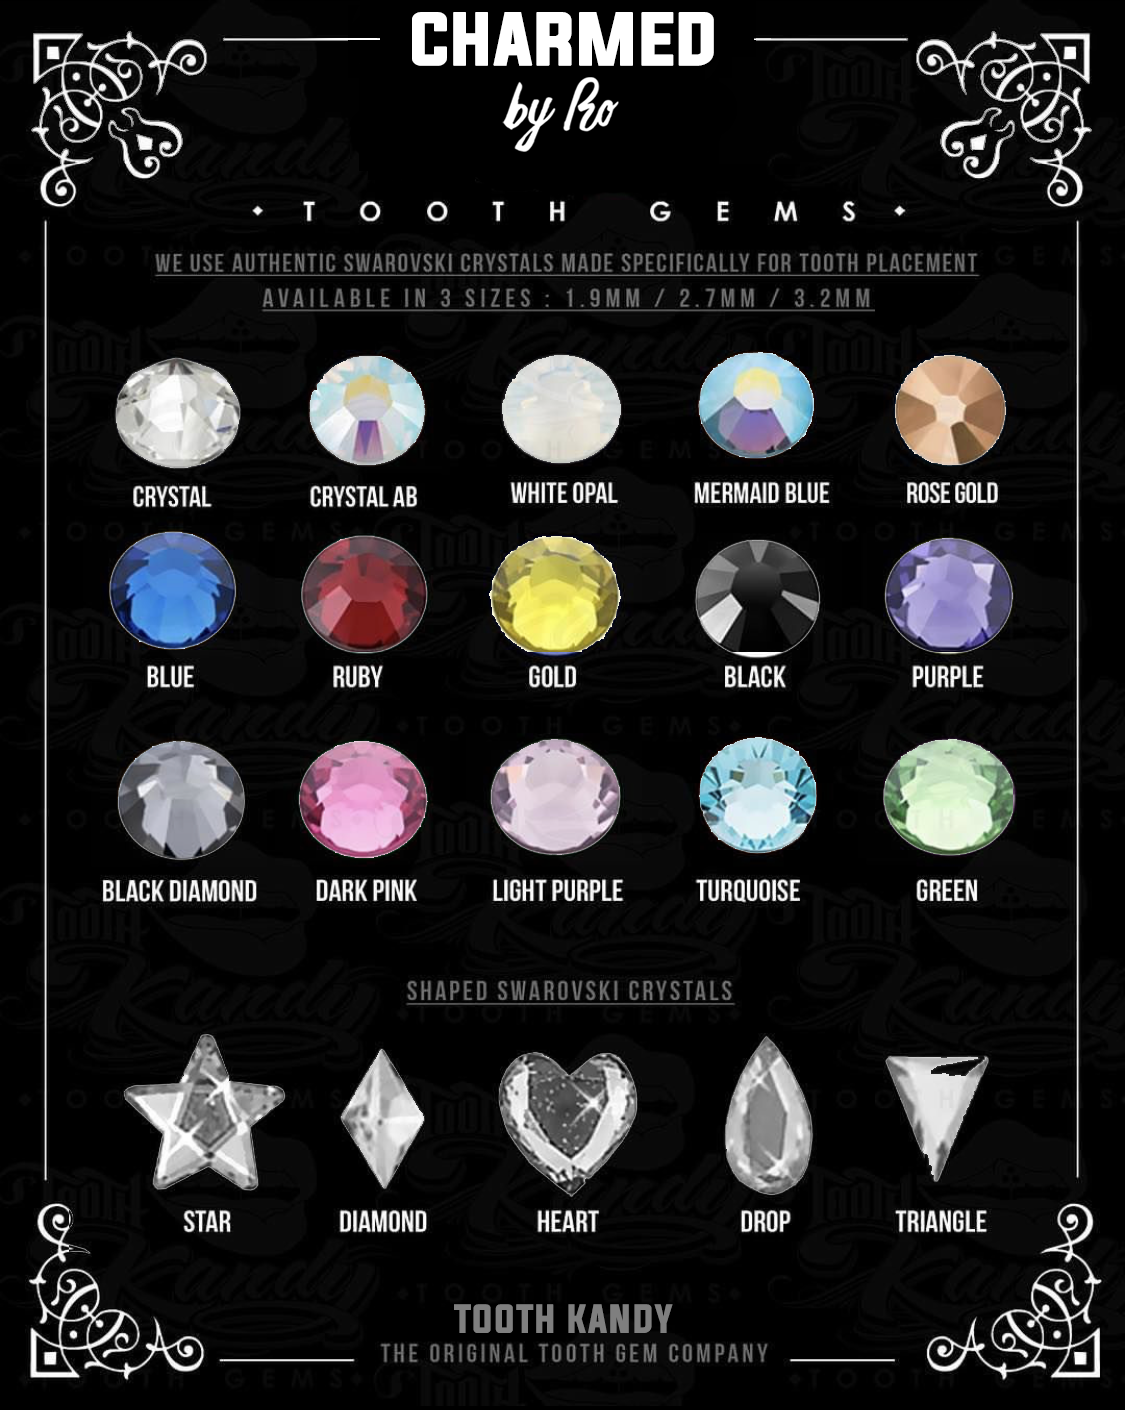 CHARMED
by Ro
• TOOTH GEMS •
WE USE AUTHENTIC SWAROVSKI CRYSTALS MADE SPECIFICALLY FOR TOOTH PLACEMENT
AVAILABLE IN 3 SIZES : 1.9MM / 2.7MM / 3.2MM
CRYSTAL CRYSTAL AB WHITE OPAL MERMAID BLUE ROSE GOLD
BLUE RUBY GOLD BLACK PURPLE
BLACK DIAMOND DARK PINK LIGHT PURPLE TURQUOISE GREEN
SHAPED SWAROVSKI CRYSTALS
STAR DIAMOND HEART DROP TRIANGLE
TOOTH KANDY
THE ORIGINAL TOOTH GEM COMPANY